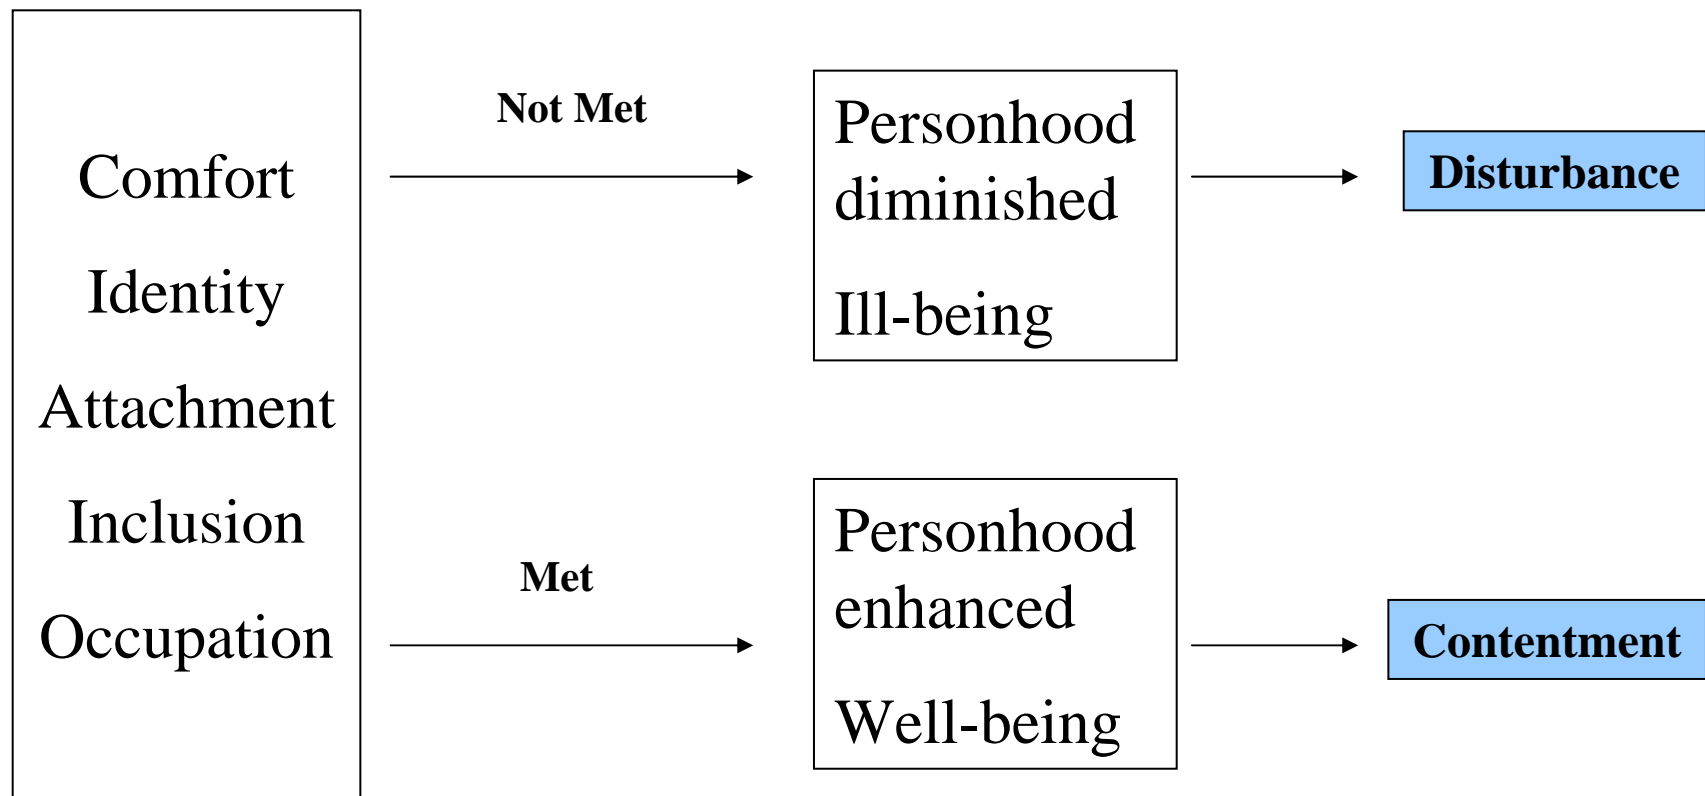 Comfort
Identity
Attachment
Inclusion
Occupation
Not Met
Personhood
diminished
Ill-being
Disturbance
Met
Personhood
enhanced
Well-being
Contentment